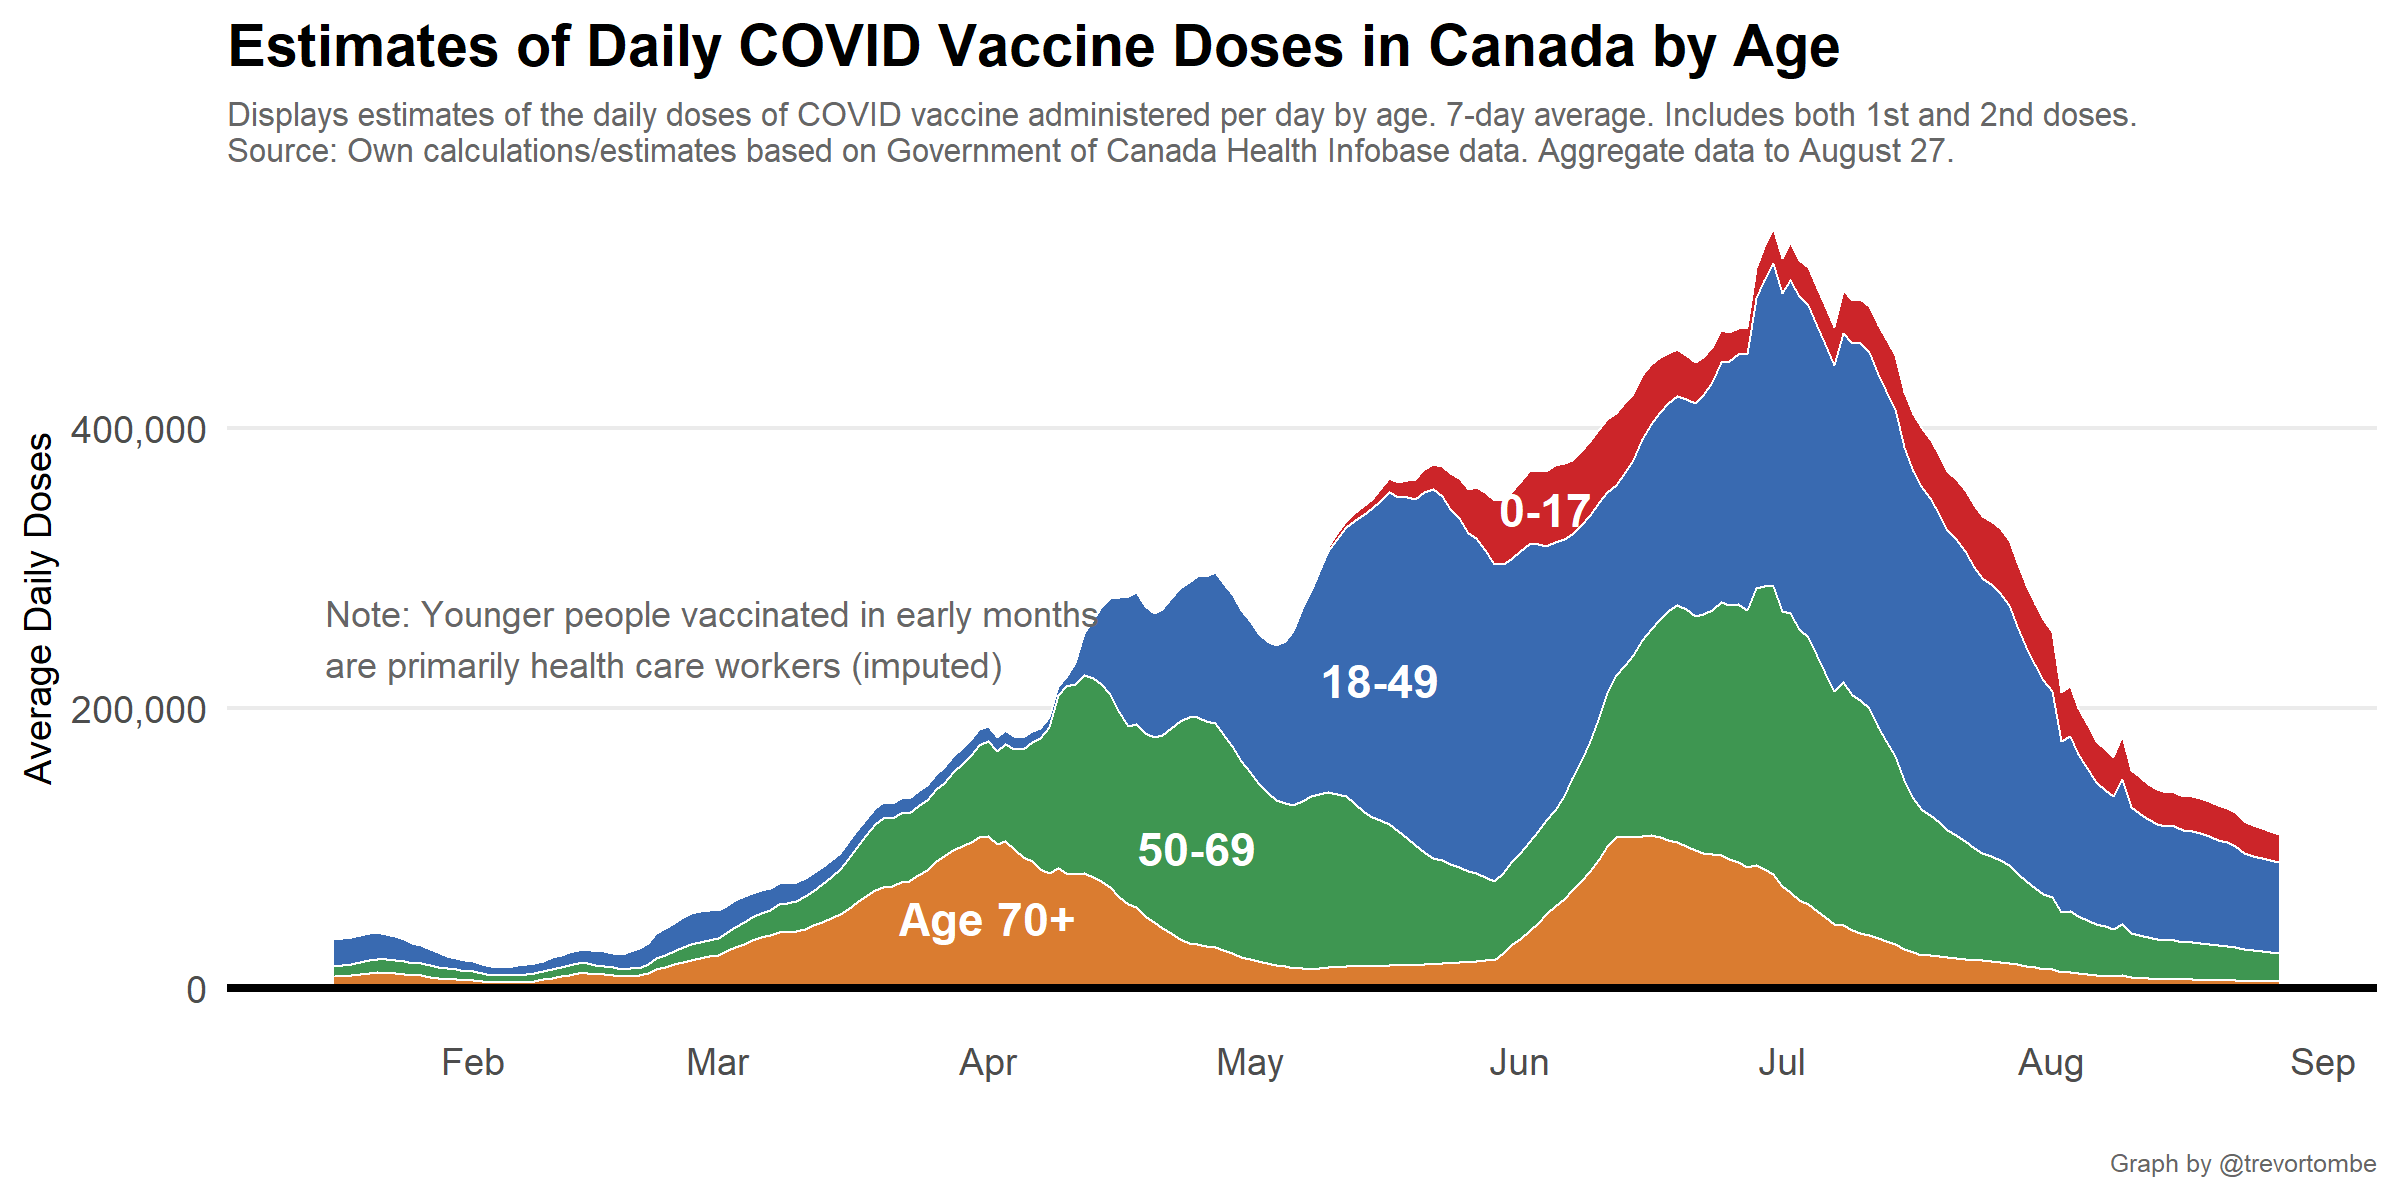 Estimates of Daily COVID Vaccine Doses in Canada by Age
Displays estimates of the daily doses of COVID vaccine administered per day by age. 7-day average. Includes both 1st and 2nd doses.
Source: Own calculations/estimates based on Government of Canada Health Infobase data. Aggregate data to August 27.
Average Daily Doses
400,000
200,000
0
Note: Younger people vaccinated in early months
are primarily health care workers (imputed)
0-17
18-49
50-69
Age 70+
Feb
Mar
Apr
May
Jun
Jul
Aug
Sep
Graph by @trevortombe